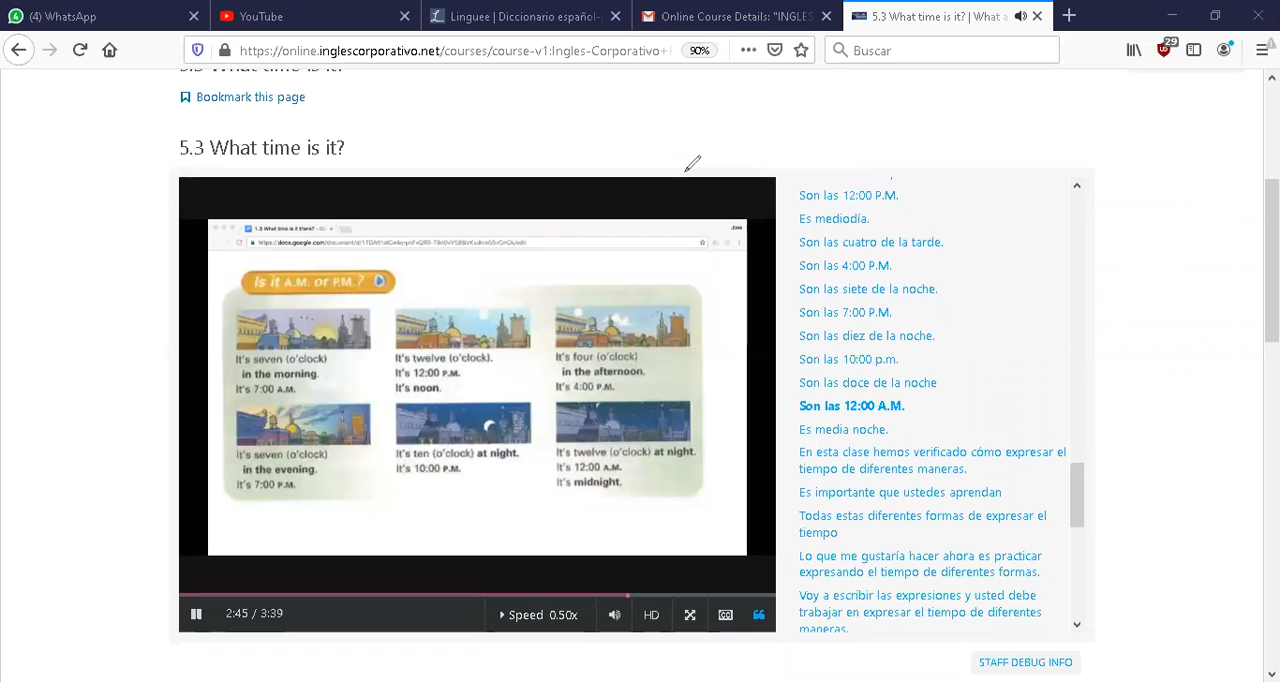 (4) WhatsApp
YouTube
Linguee | Diccionario español-
Online Course Details: "INGLES
5.3 What time is it? | What a
https://online.inglescorporativo.net/courses/course-v1:Ingles-Corporativo+
90%
Buscar
29
5.3 What time is it?
Bookmark this page
5.3 What time is it?
Is it A.M. or P.M.?
It's seven (o'clock)
in the morning.
It's 7:00 A.M.
It's twelve (o'clock).
It's 12:00 P.M.
It's noon.
It's four (o'clock)
in the afternoon.
It's 4:00 P.M.
It's seven (o'clock)
in the evening.
It's 7:00 P.M.
It's ten (o'clock) at night.
It's 10:00 P.M.
It's twelve (o'clock) at night.
It's 12:00 A.M.
It's midnight.
2:45 / 3:39
Speed 0.50x
HD
Son las 12:00 P.M.
Es mediodía.
Son las cuatro de la tarde.
Son las 4:00 P.M.
Son las siete de la noche.
Son las 7:00 P.M.
Son las diez de la noche.
Son las 10:00 p.m.
Son las doce de la noche
Son las 12:00 A.M.
Es media noche.
En esta clase hemos verificado cómo expresar el
tiempo de diferentes maneras.
Es importante que ustedes aprendan
Todas estas diferentes formas de expresar el
tiempo
Lo que me gustaría hacer ahora es practicar
expresando el tiempo de diferentes formas.
Voy a escribir las expresiones y usted debe
trabajar en expresar el tiempo de diferentes
maneras.
STAFF DEBUG INFO